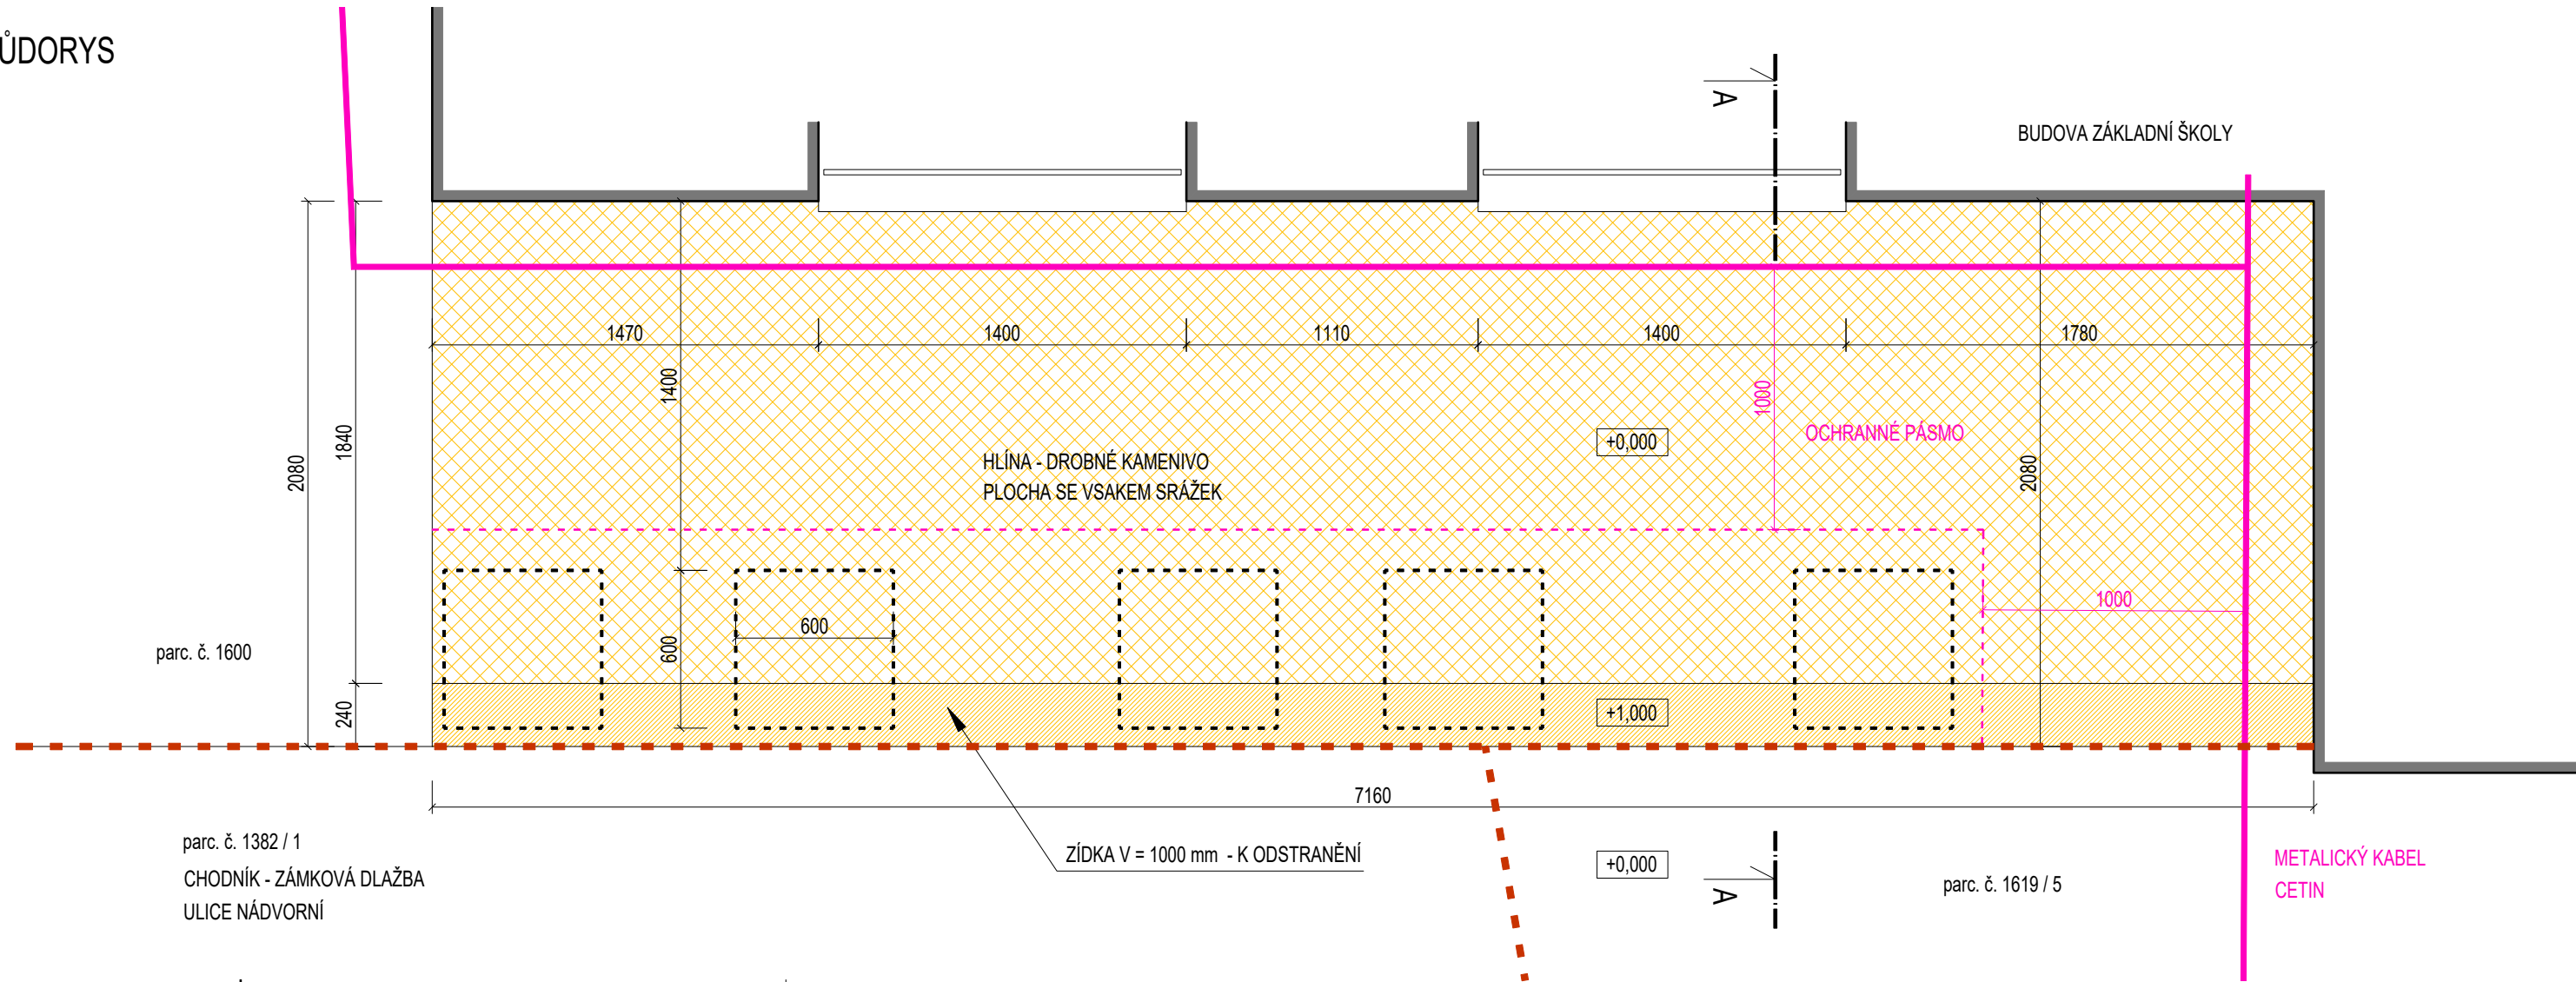 ŮDORYS
A
BUDOVA ZÁKLADNÍ ŠKOLY
1470
1400
1110
1400
1780
1400
1000
OCHRANNÉ PÁSMO
+0,000
1840
2080
2080
HLÍNA - DROBNÉ KAMENIVO
PLOCHA SE VSAKEM SRÁŽEK
1000
600
600
parc. č. 1600
240
+1,000
7160
parc. č. 1382 / 1
CHODNÍK - ZÁMKOVÁ DLAŽBA
ULICE NÁDVORNÍ
ZÍDKA V = 1000 mm - K ODSTRANĚNÍ
+0,000
A
parc. č. 1619 / 5
METALICKÝ KABEL
CETIN